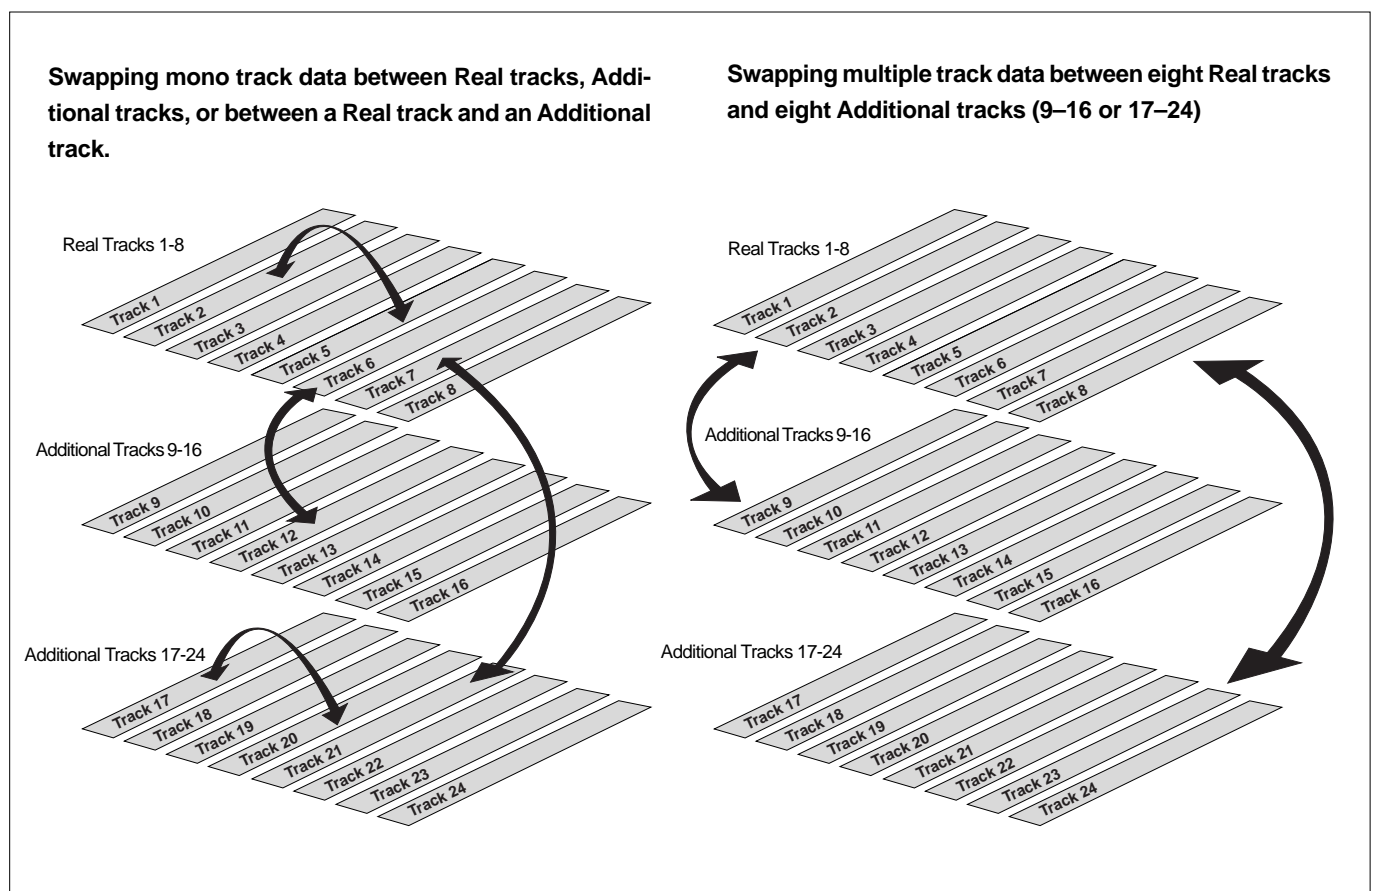 Swapping mono track data between Real tracks, Addi-
tional tracks, or between a Real track and an Additional
track.
Real Tracks 1-8
Track 1
Track 2
Track 3
Track 4
Track 5
Track 6
Track 7
Track 8
Additional Tracks 9-16
Track 9
Track 10
Track 11
Track 12
Track 13
Track 14
Track 15
Track 16
Additional Tracks 17-24
Track 17
Track 18
Track 19
Track 20
Track 21
Track 22
Track 23
Track 24
Swapping multiple track data between eight Real tracks
and eight Additional tracks (9–16 or 17–24)
Real Tracks 1-8
Track 1
Track 2
Track 3
Track 4
Track 5
Track 6
Track 7
Track 8
Additional Tracks 9-16
Track 9
Track 10
Track 11
Track 12
Track 13
Track 14
Track 15
Track 16
Additional Tracks 17-24
Track 17
Track 18
Track 19
Track 20
Track 21
Track 22
Track 23
Track 24